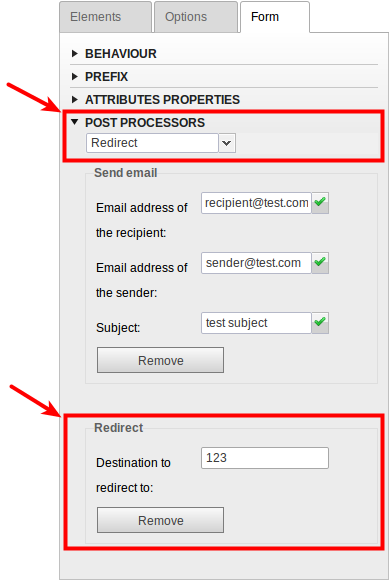 Elements Options Form
BEHAVIOUR
PREFIX
ATTRIBUTES PROPERTIES
POST PROCESSORS
Redirect
Send email
Email address of
the recipient:
recipient@test.com
Email address of
the sender:
sender@test.com
Subject: test subject
Remove
Redirect
Destination to
redirect to:
123
Remove